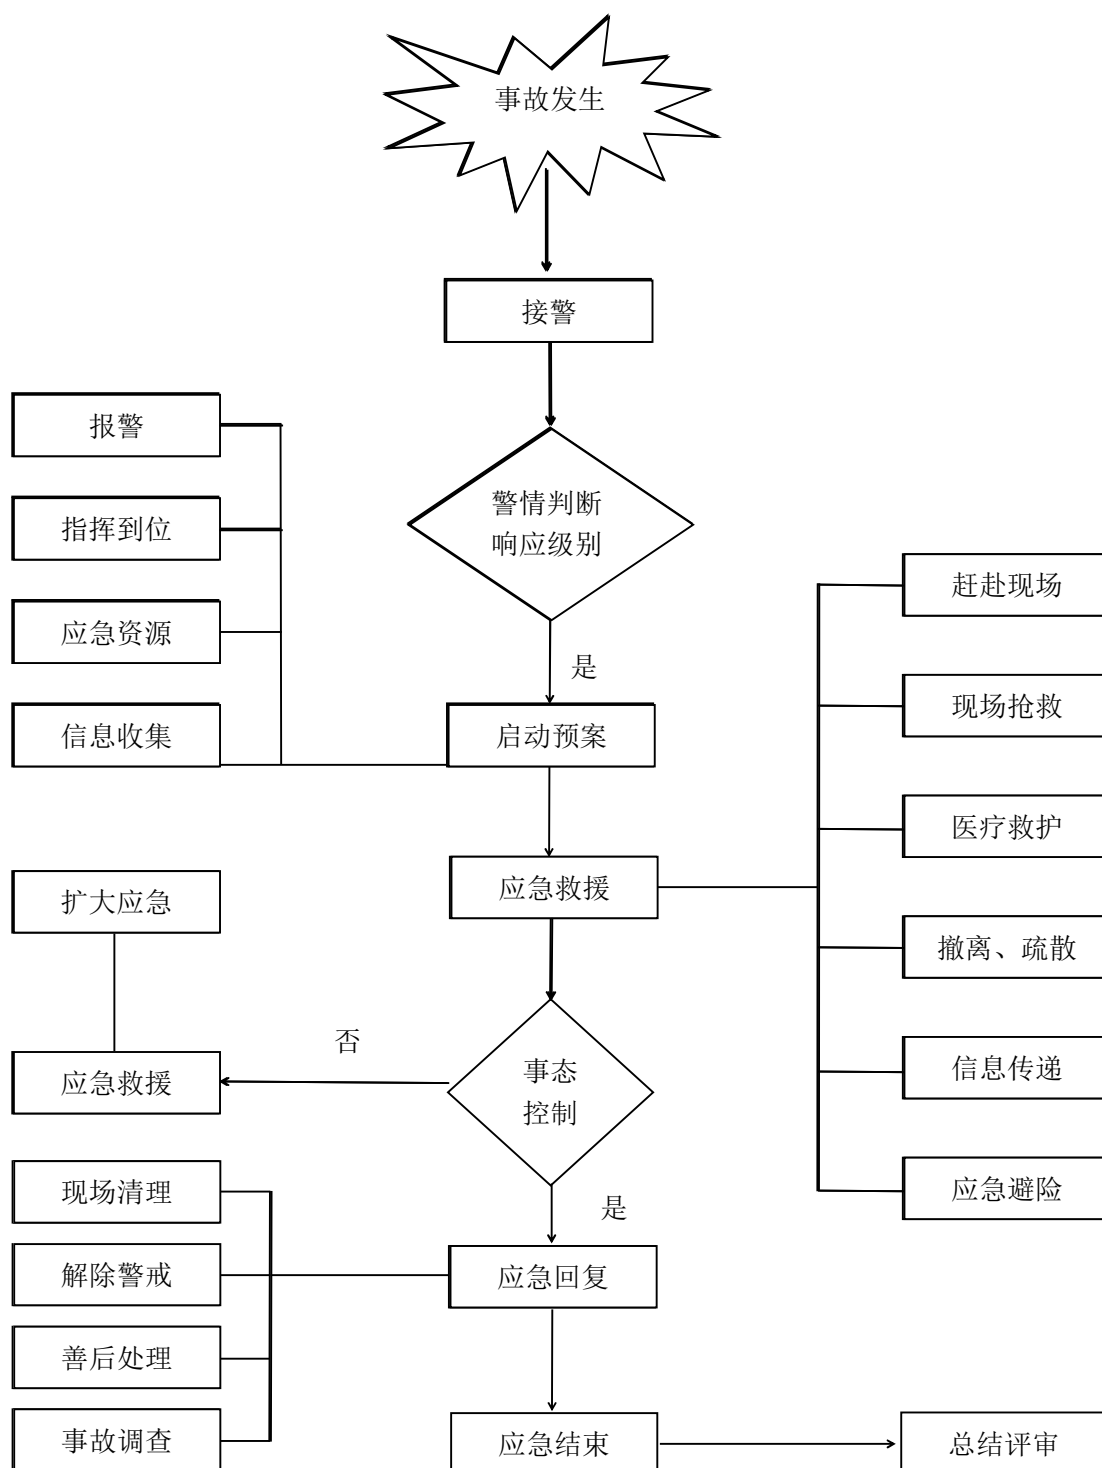 事故发生
接警
报警
警情判断
响应级别
指挥到位
赶赴现场
应急资源
是
现场抢救
信息收集
启动预案
医疗救护
扩大应急
应急救援
撤离、疏散
否
事态
控制
信息传递
应急救援
现场清理
是
应急避险
解除警戒
应急回复
善后处理
事故调查
应急结束
总结评审